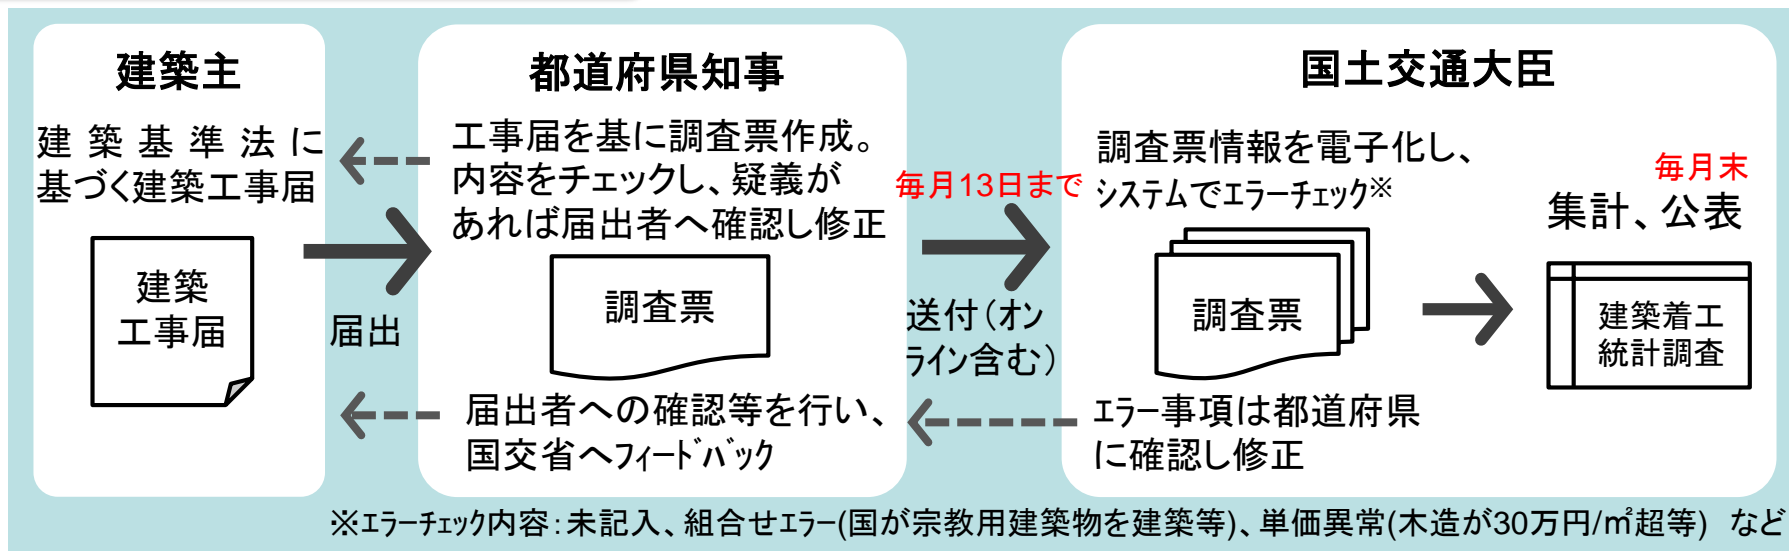 建築主
建築基準法に
基づく建築工事届
建築
工事届
届出
都道府県知事
工事届を基に調査票作成。
内容をチェックし、疑義が
あれば届出者へ確認し修正
調査票
届出者への確認等を行い、
国交省へフィードバック
毎月13日まで
送付(オン
ライン含む)
国土交通大臣
調査票情報を電子化し、
システムでエラーチェック※
調査票
エラー事項は都道府県
に確認し修正
毎月末
集計、公表
建築着工
統計調査
※エラーチェック内容:未記入、組合せエラー(国が宗教用建築物を建築等)、単価異常(木造が30万円/㎡超等) など